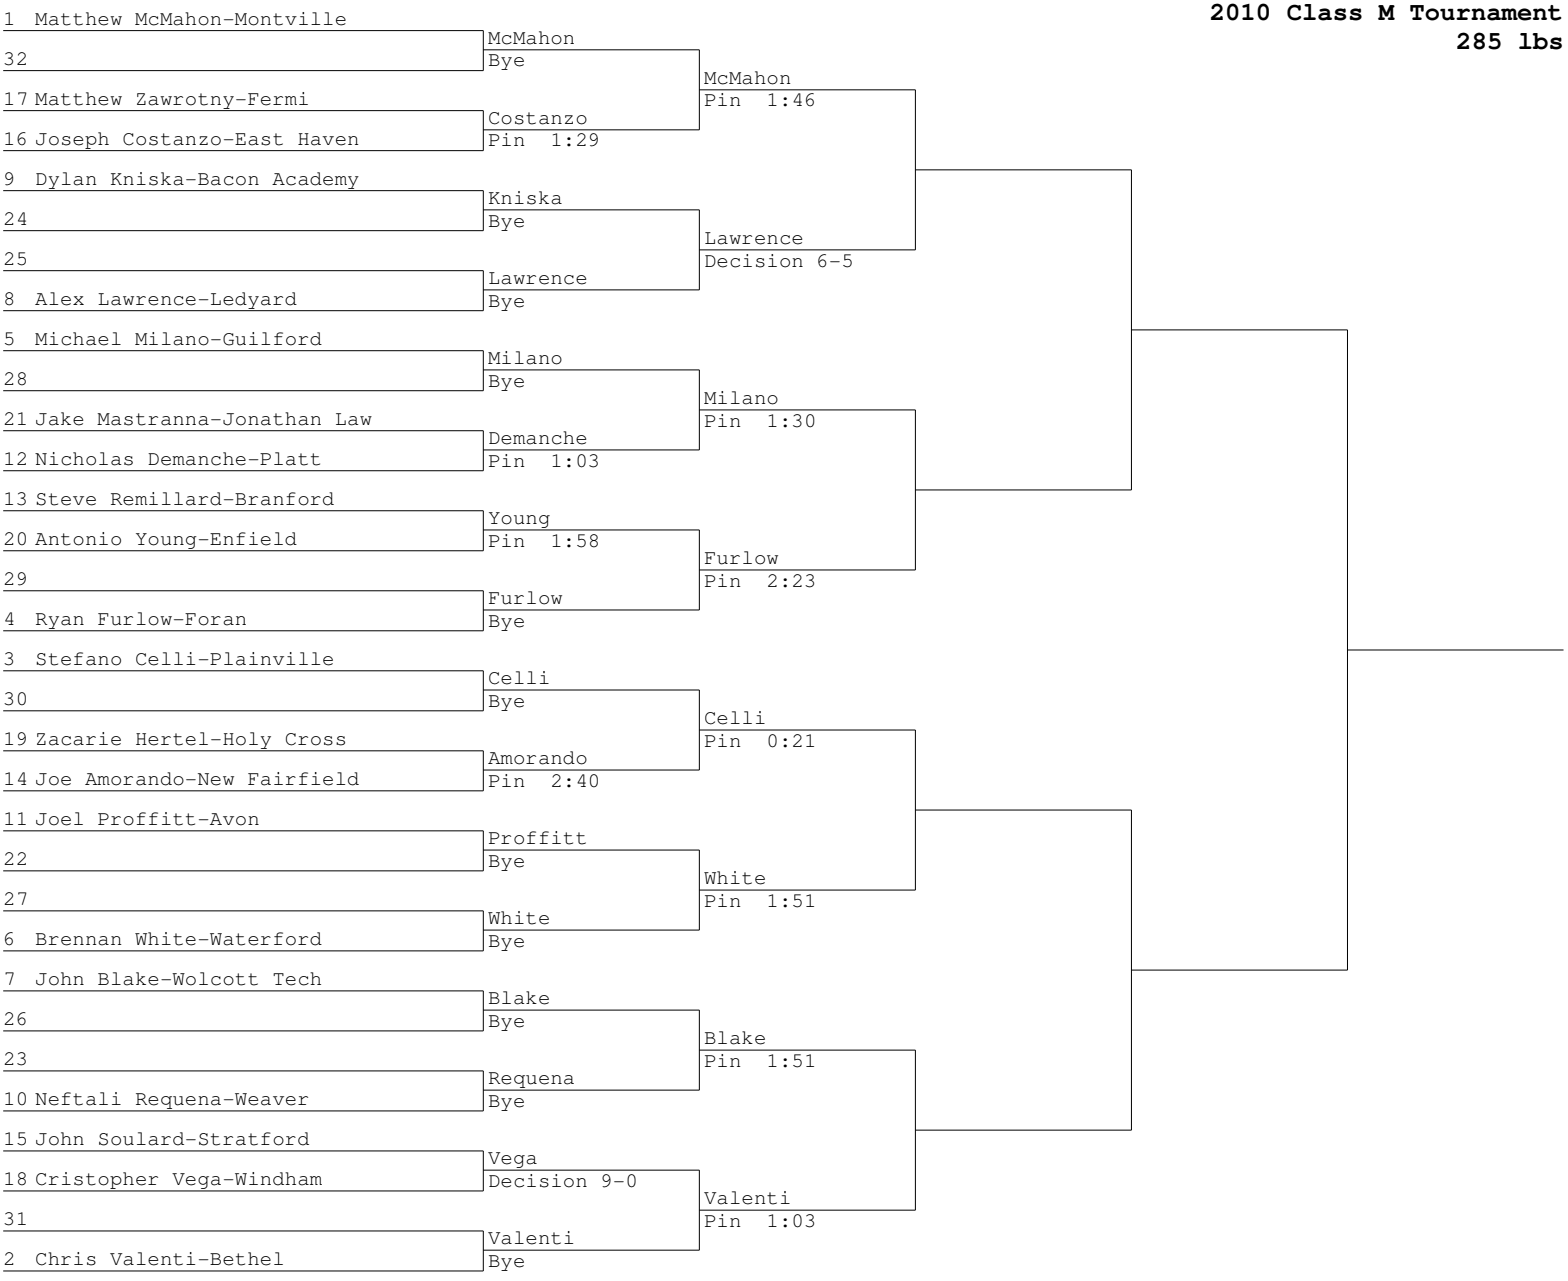 2010 Class M Tournament
285 lbs
1 Matthew McMahon-Montville
McMahon
32
Bye
McMahon
17 Matthew Zawrotny-Fermi
Pin 1:46
Costanzo
16 Joseph Costanzo-East Haven
Pin 1:29
9 Dylan Kniska-Bacon Academy
Kniska
24
Bye
Lawrence
25
Decision 6-5
Lawrence
8 Alex Lawrence-Ledyard
Bye
5 Michael Milano-Guilford
Milano
28
Bye
Milano
21 Jake Mastranna-Jonathan Law
Pin 1:30
Demanche
12 Nicholas Demanche-Platt
Pin 1:03
13 Steve Remillard-Branford
Young
20 Antonio Young-Enfield
Pin 1:58
Furlow
29
Pin 2:23
Furlow
4 Ryan Furlow-Foran
Bye
3 Stefano Celli-Plainville
Celli
30
Bye
Celli
19 Zacarie Hertel-Holy Cross
Pin 0:21
Amorando
14 Joe Amorando-New Fairfield
Pin 2:40
11 Joel Proffitt-Avon
Proffitt
22
Bye
White
27
Pin 1:51
White
6 Brennan White-Waterford
Bye
7 John Blake-Wolcott Tech
Blake
26
Bye
Blake
23
Pin 1:51
Requena
10 Neftali Requena-Weaver
Bye
15 John Soulard-Stratford
Vega
18 Cristopher Vega-Windham
Decision 9-0
Valenti
31
Pin 1:03
Valenti
2 Chris Valenti-Bethel
Bye